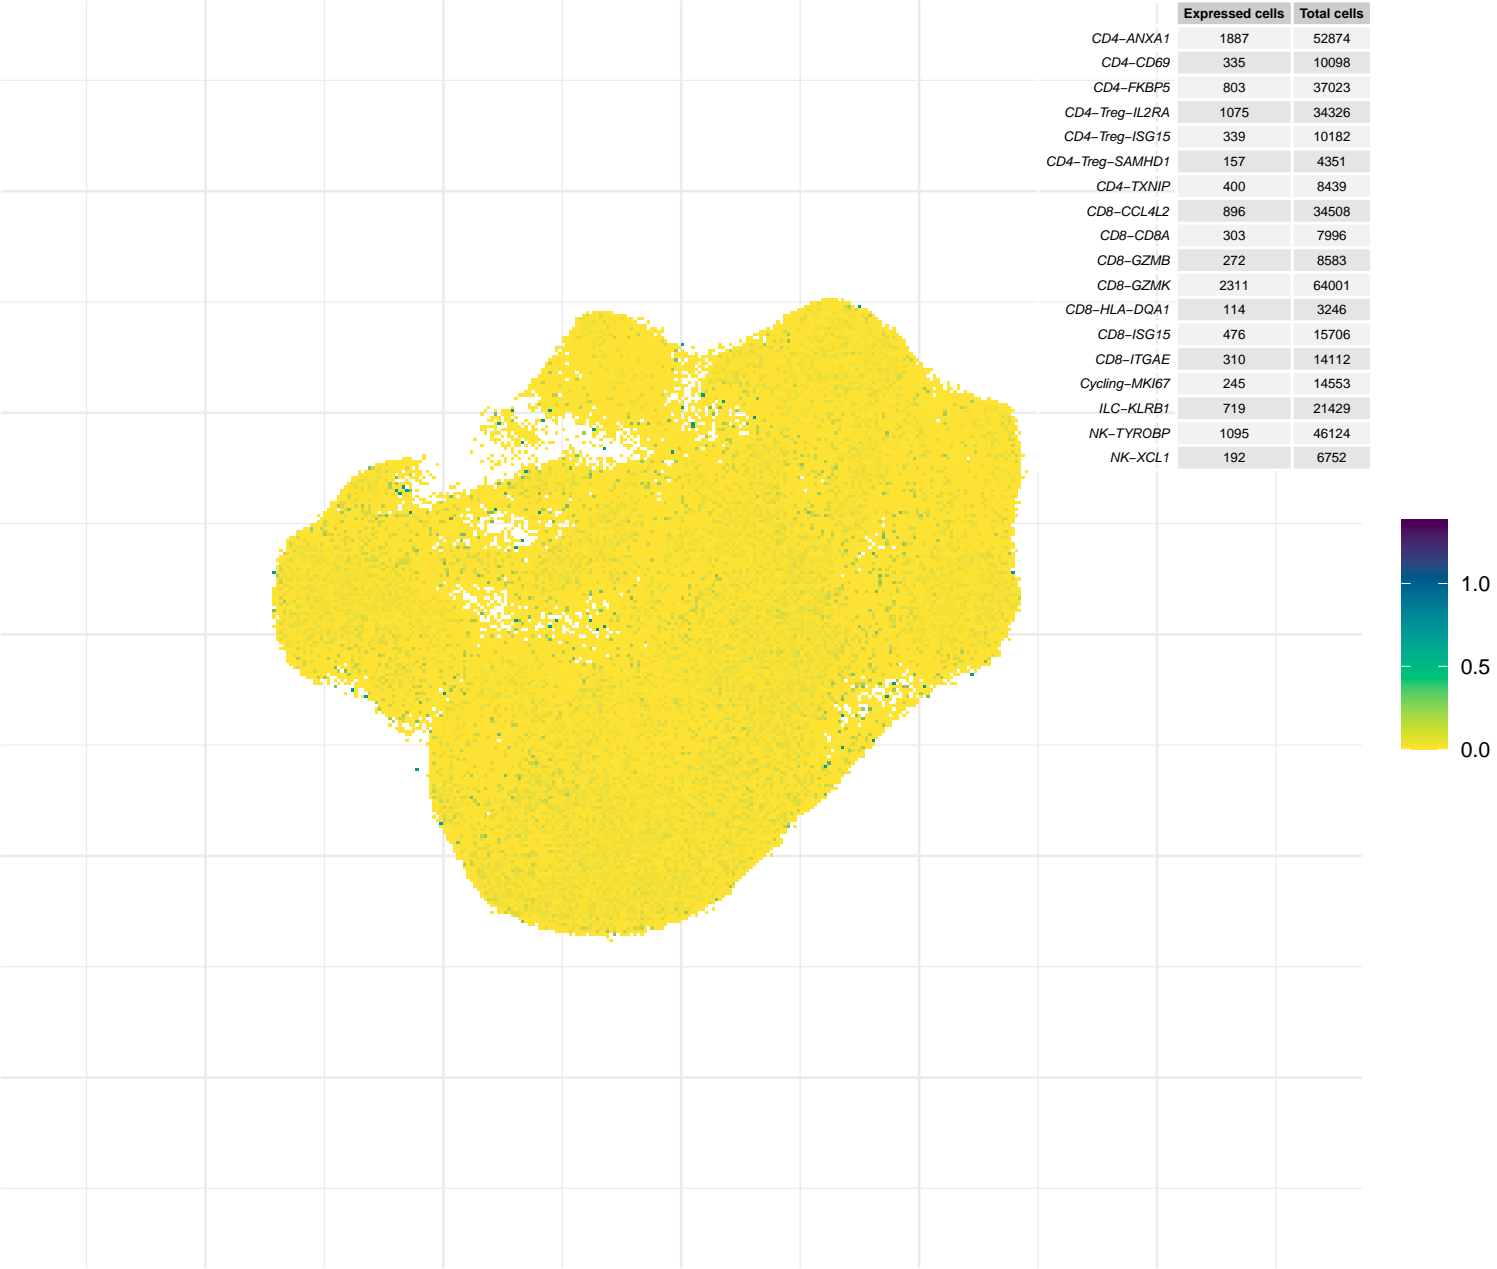 Expressed cells Total cells
CD4−ANXA1 1887 52874
CD4−CD69 335 10098
CD4−FKBP5 803 37023
CD4−Treg−IL2RA 1075 34326
CD4−Treg−ISG15 339 10182
CD4−Treg−SAMHD1 157 4351
CD4−TXNIP 400 8439
CD8−CCL4L2 896 34508
CD8−CD8A 303 7996
CD8−GZMB 272 8583
CD8−GZMK 2311 64001
CD8−HLA−DQA1 114 3246
CD8−ISG15 476 15706
CD8−ITGAE 310 14112
Cycling−MKI67 245 14553
ILC−KLRB1 719 21429
NK−TYROBP 1095 46124
NK−XCL1 192 6752
1.0
0.5
0.0